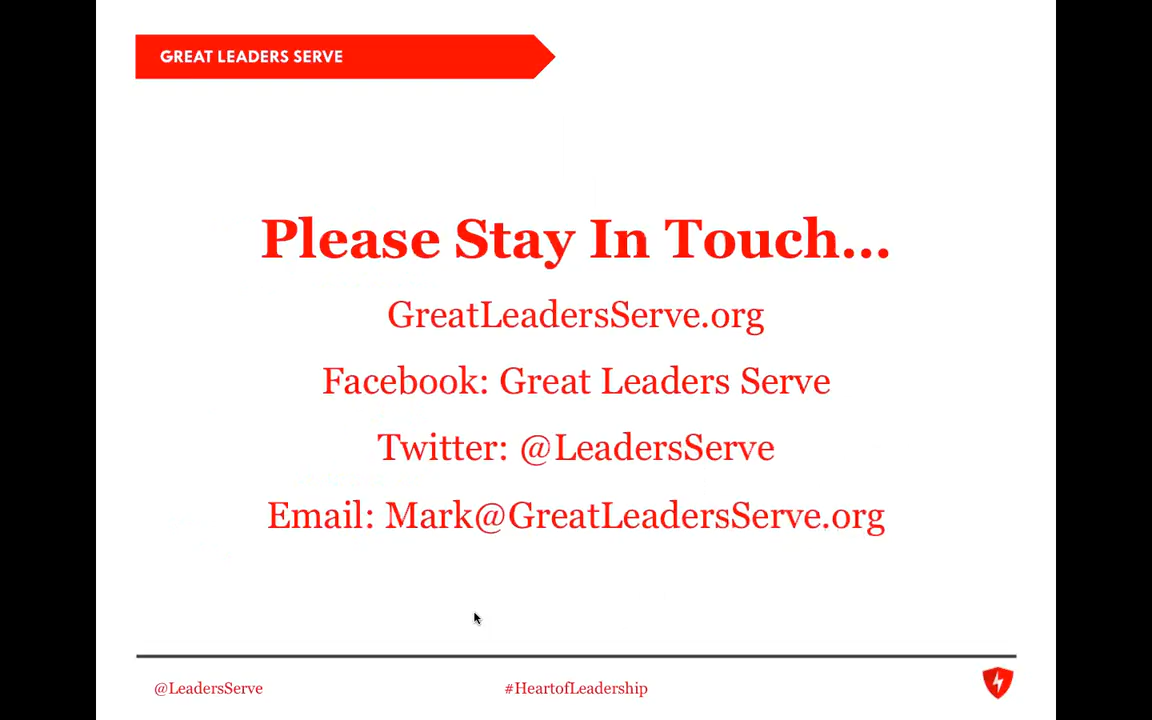 GREAT LEADERS SERVE
Please Stay In Touch...
GreatLeadersServe.org
Facebook: Great Leaders Serve
Twitter: @LeadersServe
Email: Mark@GreatLeadersServe.org
@LeadersServe
#HeartofLeadership